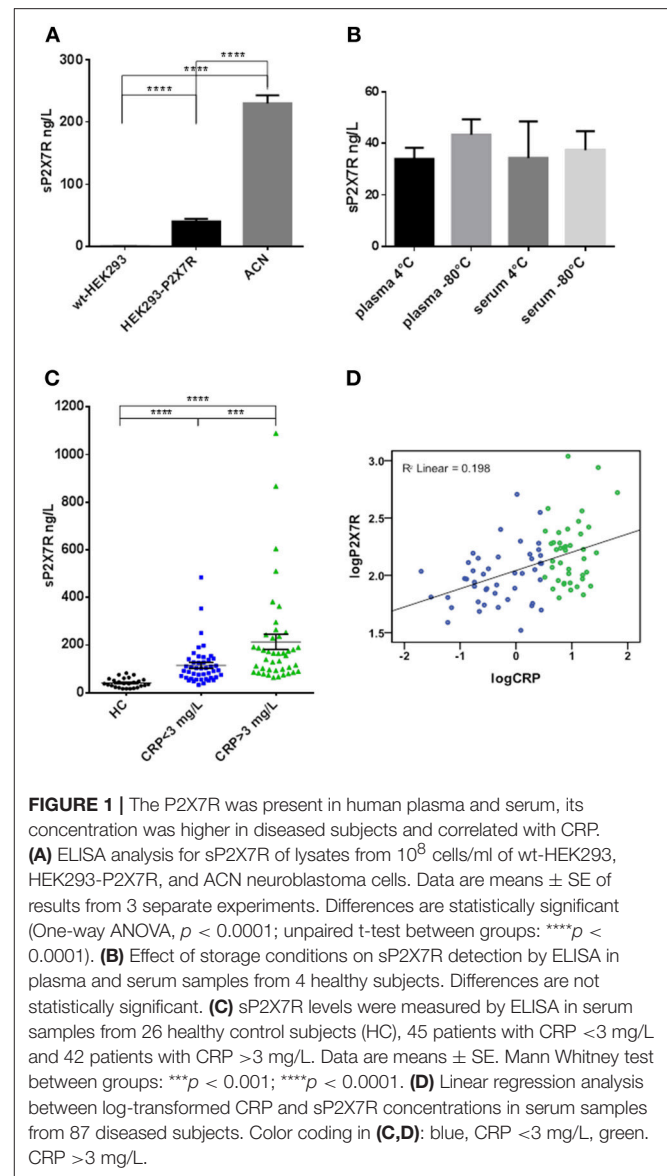 A
B
****
****
****
300
200
100
0
sP2X7R ng/L
wt-HEK293
HEK293-P2X7R
ACN
60
40
20
0
sP2X7R ng/L
plasma 4°C
plasma -80°C
serum 4°C
serum -80°C
C
D
****
****
***
1200
1000
800
600
400
200
0
sP2X7R ng/L
HC
CRP<3 mg/L
CRP>3 mg/L
R² Linear = 0.198
3.0
2.5
2.0
1.5
logP2X7R
-2
-1
0
1
2
logCRP
FIGURE 1 | The P2X7R was present in human plasma and serum, its
concentration was higher in diseased subjects and correlated with CRP.
(A) ELISA analysis for sP2X7R of lysates from 10⁸ cells/ml of wt-HEK293,
HEK293-P2X7R, and ACN neuroblastoma cells. Data are means ± SE of
results from 3 separate experiments. Differences are statistically significant
(One-way ANOVA, p < 0.0001; unpaired t-test between groups: ****p <
0.0001). (B) Effect of storage conditions on sP2X7R detection by ELISA in
plasma and serum samples from 4 healthy subjects. Differences are not
statistically significant. (C) sP2X7R levels were measured by ELISA in serum
samples from 26 healthy control subjects (HC), 45 patients with CRP <3 mg/L
and 42 patients with CRP >3 mg/L. Data are means ± SE. Mann Whitney test
between groups: ***p < 0.001; ****p < 0.0001. (D) Linear regression analysis
between log-transformed CRP and sP2X7R concentrations in serum samples
from 87 diseased subjects. Color coding in (C,D): blue, CRP <3 mg/L, green.
CRP >3 mg/L.